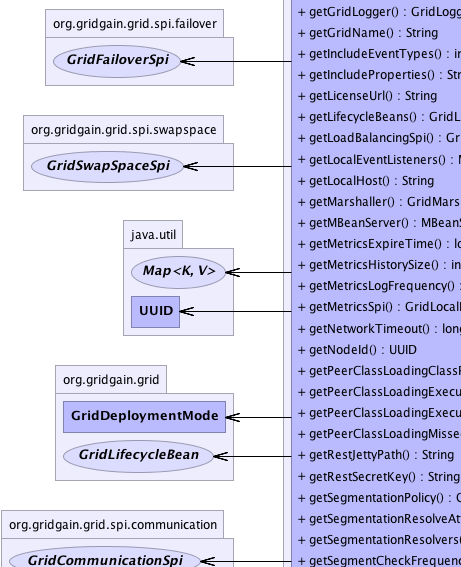 org.gridgain.grid.spi.failover
GridFailoverSpi
org.gridgain.grid.spi.swapspace
GridSwapSpaceSpi
java.util
Map<K, V>
UUID
org.gridgain.grid
GridDeploymentMode
GridLifecycleBean
org.gridgain.grid.spi.communication
GridCommunicationSpi
+ getGridLogger() : GridLogg
+ getGridName() : String
+ getIncludeEventTypes() : in
+ getIncludeProperties() : Str
+ getLicenseUrl() : String
+ getLifecycleBeans() : GridL
+ getLoadBalancingSpi() : Gr
+ getLocalEventListeners() : M
+ getLocalHost() : String
+ getMarshaller() : GridMars
+ getMBeanServer() : MBeanS
+ getMetricsExpireTime() : lo
+ getMetricsHistorySize() : in
+ getMetricsLogFrequency() :
+ getMetricsSpi() : GridLocalM
+ getNetworkTimeout() : long
+ getNodeId() : UUID
+ getPeerClassLoadingClassP
+ getPeerClassLoadingExecu
+ getPeerClassLoadingExecu
+ getPeerClassLoadingMisse
+ getRestJettyPath() : String
+ getRestSecretKey() : String
+ getSegmentationPolicy() : G
+ getSegmentationResolveAt
+ getSegmentationResolvers(
+ getSegmentCheckFrequenc